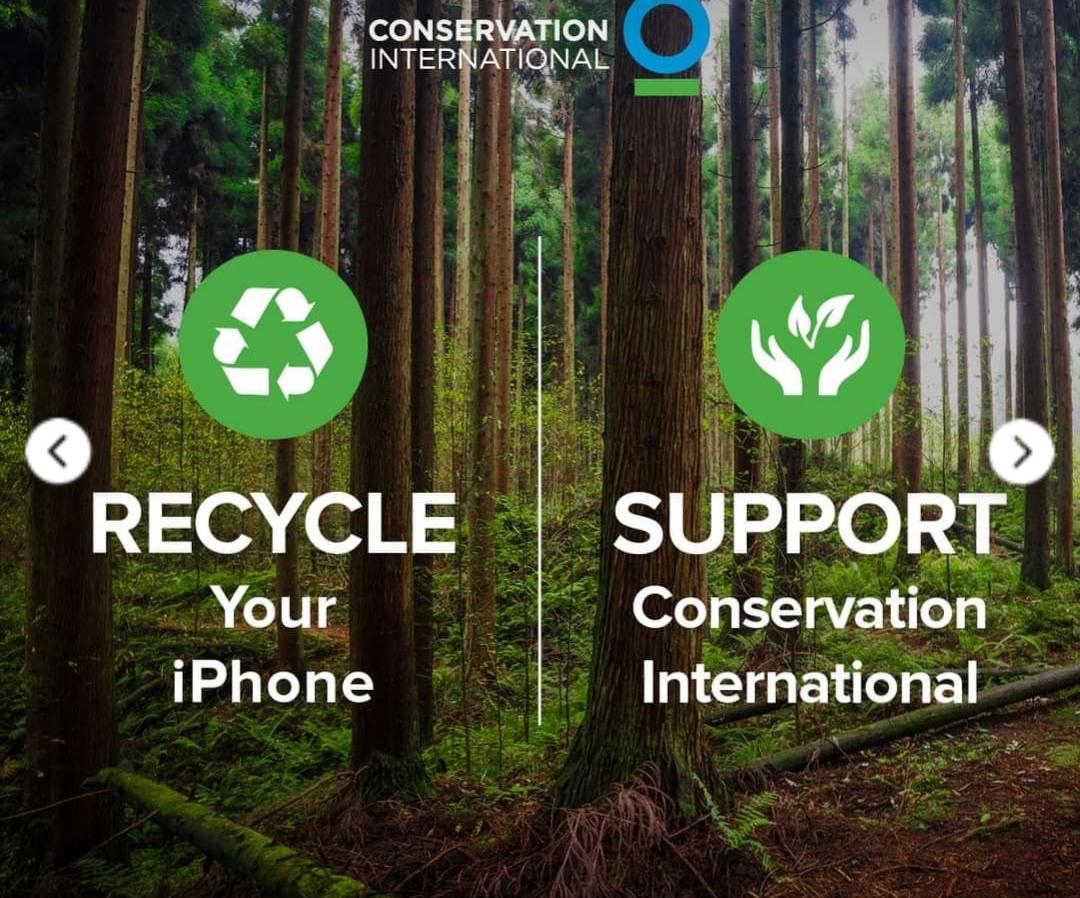 CONSERVATION
INTERNATIONAL
RECYCLE
Your
iPhone
SUPPORT
Conservation
International